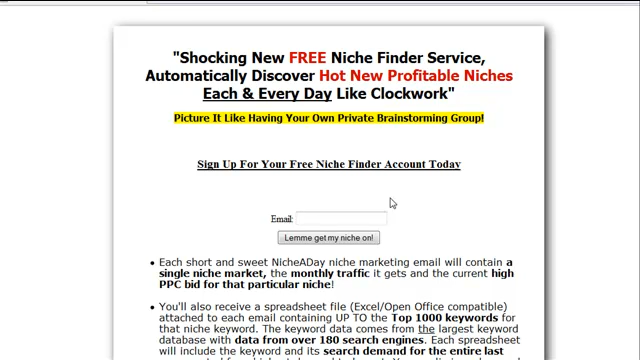 "Shocking New FREE Niche Finder Service,
Automatically Discover Hot New Profitable Niches
Each & Every Day Like Clockwork"
Picture It Like Having Your Own Private Brainstorming Group!
Sign Up For Your Free Niche Finder Account Today
Email:
Lemme get my niche on!
• Each short and sweet NicheADay niche marketing email will contain a
single niche market, the monthly traffic it gets and the current high
PPC bid for that particular niche!
• You'll also receive a spreadsheet file (Excel/Open Office compatible)
attached to each email containing UP TO the Top 1000 keywords for
that niche keyword. The keyword data comes from the largest keyword
database with data from over 180 search engines. Each spreadsheet
will include the keyword and its search demand for the entire last